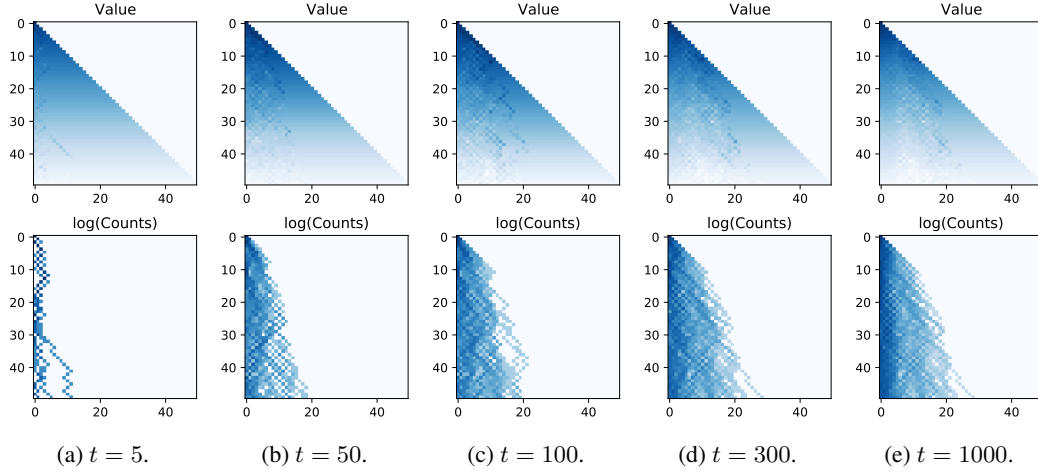 Value Value Value Value Value
0 0 0 0 0
10 10 10 10 10
20 20 20 20 20
30 30 30 30 30
40 40 40 40 40
0 20 40 0 20 40 0 20 40 0 20 40 0 20 40
log(Counts) log(Counts) log(Counts) log(Counts) log(Counts)
0 0 0 0 0
10 10 10 10 10
20 20 20 20 20
30 30 30 30 30
40 40 40 40 40
0 20 40 0 20 40 0 20 40 0 20 40 0 20 40
(a) t = 5. (b) t = 50. (c) t = 100. (d) t = 300. (e) t = 1000.